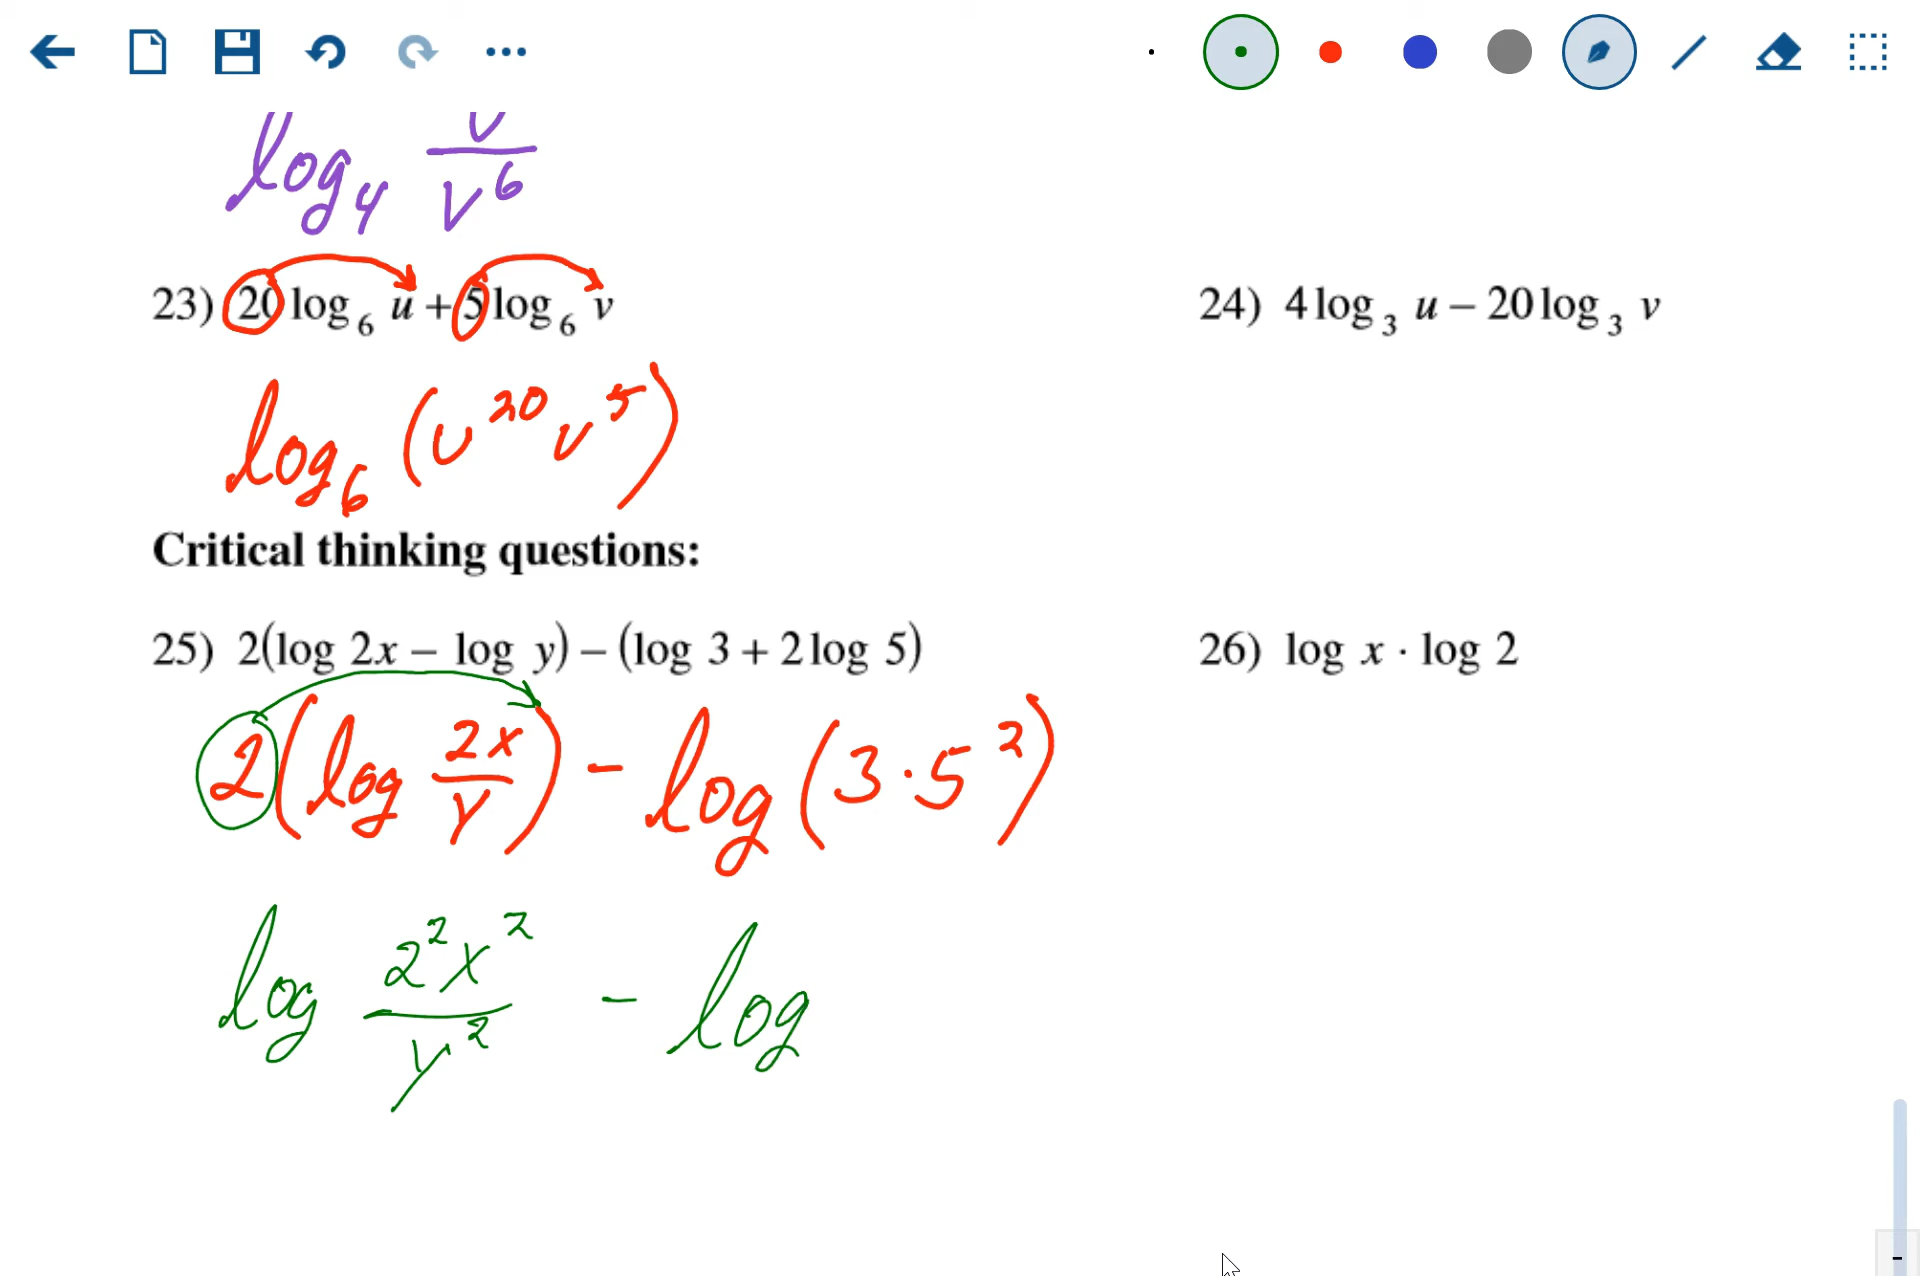 log₄ u/v⁶
23) 20 log₆ u + 5 log₆ v
24) 4 log₃ u − 20 log₃ v
log₆ (u²⁰ v⁵)
Critical thinking questions:
25) 2(log 2x − log y) − (log 3 + 2 log 5)
26) log x · log 2
2(log 2x/y) − log(3·5²)
log 2²x²/y² − log